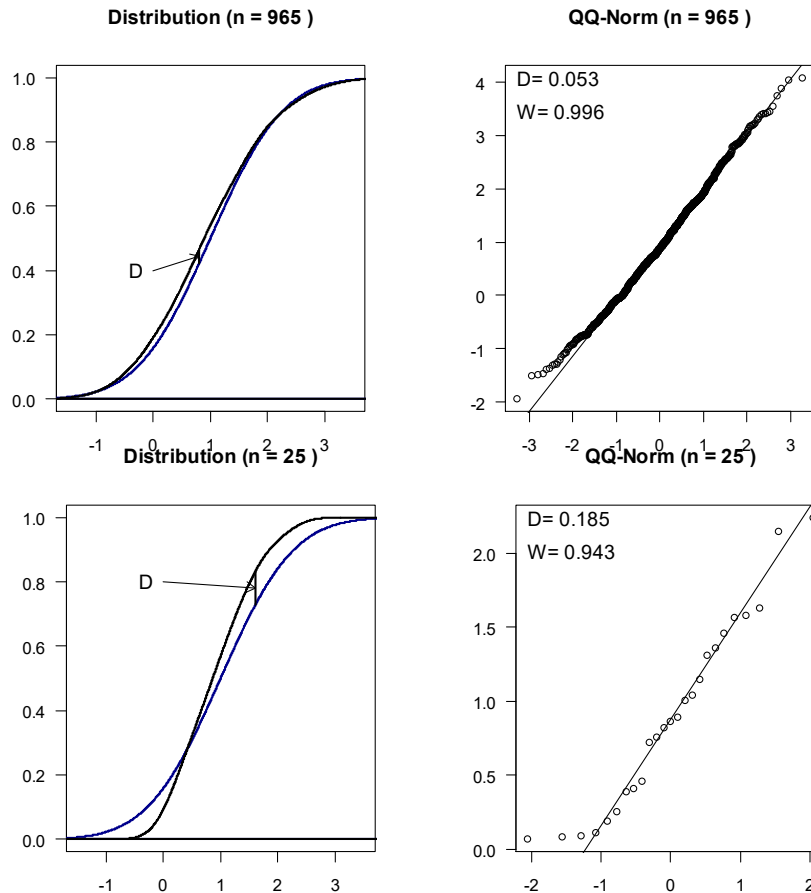 Distribution (n = 965 )
1.0
0.8
0.6
0.4
0.2
0.0
D
-1 0 1 2 3
QQ-Norm (n = 965 )
D= 0.053
W= 0.996
4
3
2
1
0
-1
-2
-3 -2 -1 0 1 2 3
Distribution (n = 25 )
1.0
0.8
0.6
0.4
0.2
0.0
D
-1 0 1 2 3
QQ-Norm (n = 25 )
D= 0.185
W= 0.943
2.0
1.5
1.0
0.5
0.0
-2 -1 0 1 2